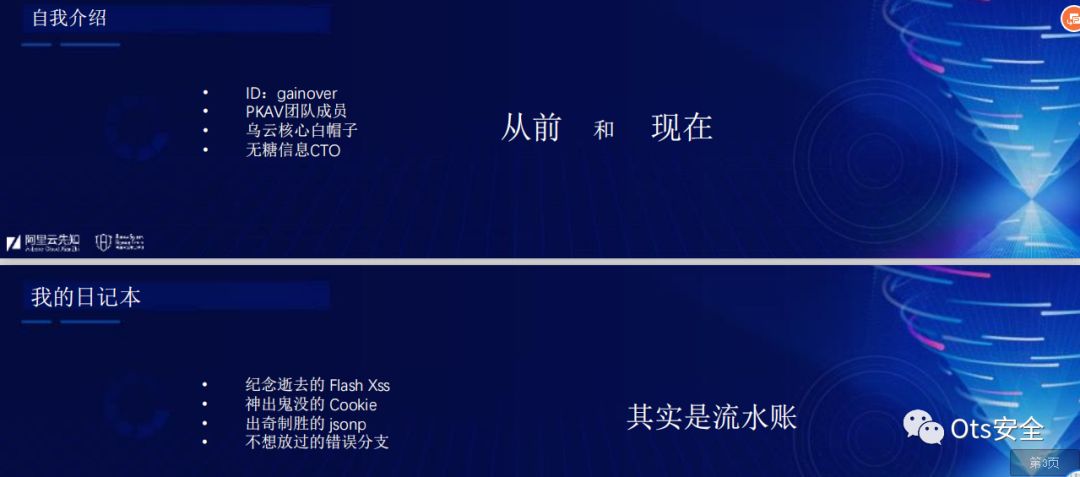 自我介绍
ID：gainover
PKAV团队成员
乌云核心白帽子
无糖信息CTO
从前 和 现在
阿里云先知
我的日记本
纪念逝去的 Flash Xss
神出鬼没的 Cookie
出奇制胜的 jsonp
不想放过的错误分支
其实是流水账
Ots安全
第3页